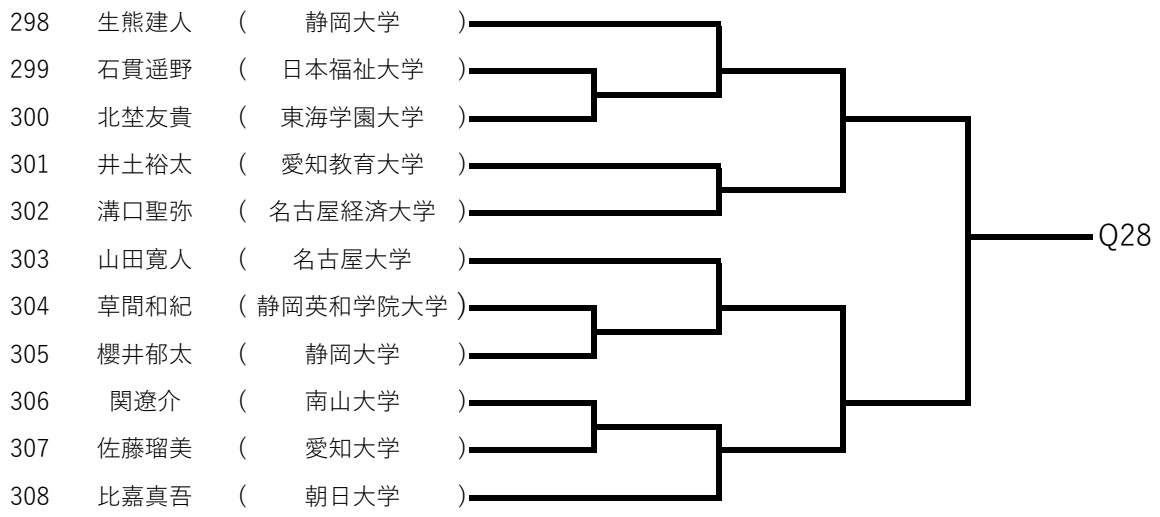 298 生熊建人 ( 静岡大学 )
299 石貫遥野 ( 日本福祉大学 )
300 北埜友貴 ( 東海学園大学 )
301 井土裕太 ( 愛知教育大学 )
302 溝口聖弥 ( 名古屋経済大学 )
303 山田寛人 ( 名古屋大学 )
Q28
304 草間和紀 ( 静岡英和学院大学 )
305 櫻井郁太 ( 静岡大学 )
306 関遼介 ( 南山大学 )
307 佐藤瑠美 ( 愛知大学 )
308 比嘉真吾 ( 朝日大学 )